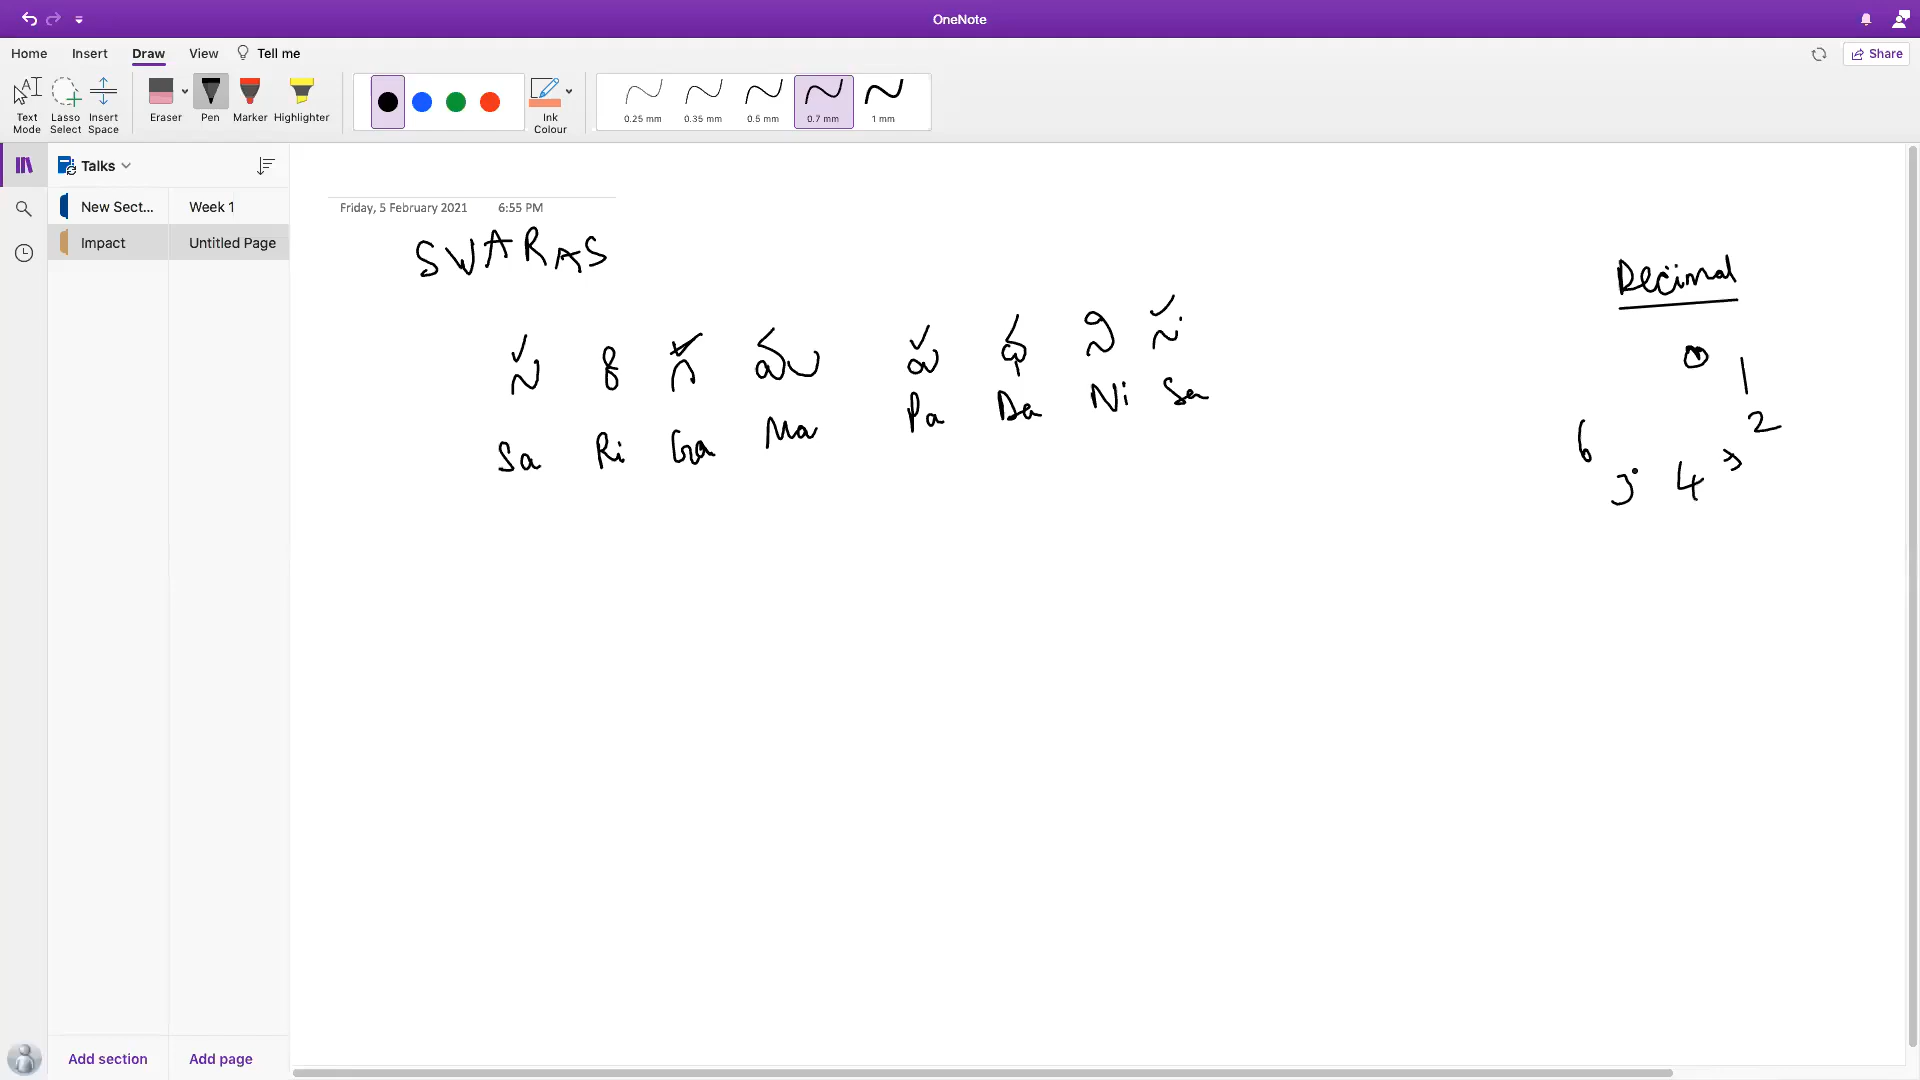 OneNote
Home Insert Draw View Tell me Share
Text Mode Lasso Select Insert Space Eraser Pen Marker Highlighter Ink Colour 0.25 mm 0.35 mm 0.5 mm 0.7 mm 1 mm
Talks
New Sect... Week 1
Impact Untitled Page
Friday, 5 February 2021 6:55 PM
SWARAS
స రి గ మ ప ధ ని స
Sa Ri Ga Ma Pa Da Ni Sa
Decimal
0
1
2
3
4
6
Add section Add page